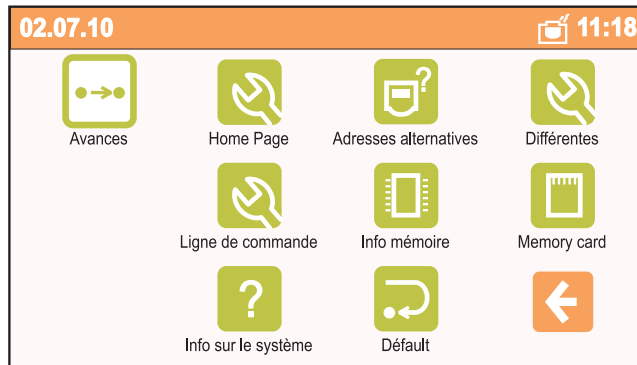 02.07.10 11:18
Avances Home Page Adresses alternatives Différentes
Ligne de commande Info mémoire Memory card
? Info sur le système Défault